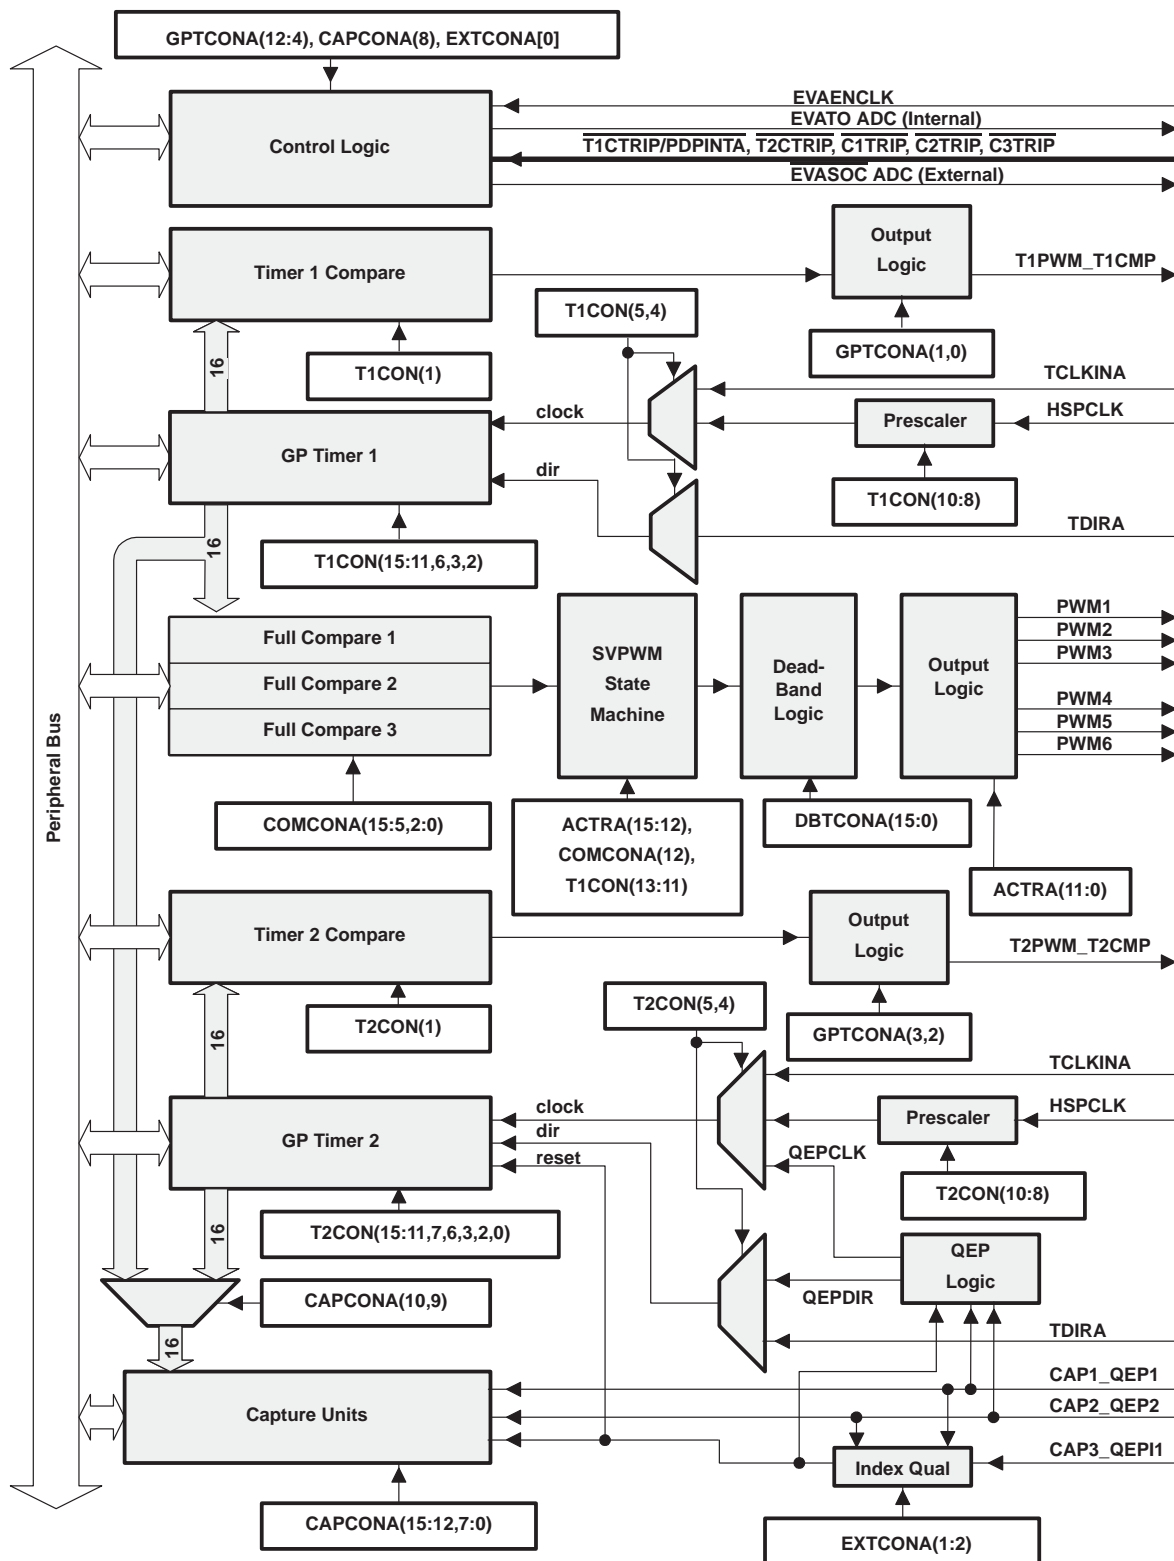 GPTCONA(12:4), CAPCONA(8), EXTCONA[0]
Control Logic
EVAENCLK
EVATO ADC (Internal)
T1CTRIP/PDPINTA, T2CTRIP, C1TRIP, C2TRIP, C3TRIP
EVASOC ADC (External)
Timer 1 Compare
Output
Logic
T1PWM_T1CMP
T1CON(5,4)
GPTCONA(1,0)
16
T1CON(1)
TCLKINA
clock
Prescaler
HSPCLK
GP Timer 1
dir
T1CON(10:8)
TDIRA
16
T1CON(15:11,6,3,2)
Full Compare 1
Full Compare 2
Full Compare 3
SVPWM
State
Machine
Dead-
Band
Logic
Output
Logic
PWM1
PWM2
PWM3
PWM4
PWM5
PWM6
Peripheral Bus
COMCONA(15:5,2:0)
ACTRA(15:12),
COMCONA(12),
T1CON(13:11)
DBTCONA(15:0)
ACTRA(11:0)
Timer 2 Compare
Output
Logic
T2PWM_T2CMP
T2CON(5,4)
GPTCONA(3,2)
16
T2CON(1)
TCLKINA
clock
Prescaler
HSPCLK
GP Timer 2
dir
reset
QEPCLK
T2CON(10:8)
16
T2CON(15:11,7,6,3,2,0)
QEP
Logic
CAPCONA(10,9)
QEPDIR
TDIRA
16
CAP1_QEP1
Capture Units
CAP2_QEP2
Index Qual
CAP3_QEPI1
CAPCONA(15:12,7:0)
EXTCONA(1:2)